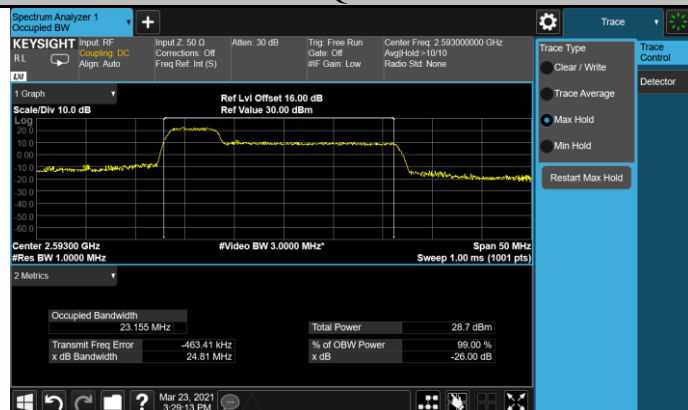 Spectrum Analyzer 1
Occupied BW
Trace
KEYSIGHT
Input: RF
Input Z: 50 Ω
Atten: 30 dB
Trig: Free Run
Center Freq: 2.593000000 GHz
RL
Coupling: DC
Corrections: Off
Gate: Off
Avg|Hold:>10/10
Align: Auto
Freq Ref: Int (S)
#IF Gain: Low
Radio Std: None
LXI
Trace Type
Trace Control
Clear / Write
Detector
Trace Average
Max Hold
Min Hold
Restart Max Hold
1 Graph
Ref Lvl Offset 16.00 dB
Scale/Div 10.0 dB
Ref Value 30.00 dBm
Log
20.0
10.0
0.00
-10.0
-20.0
-30.0
-40.0
-50.0
-60.0
Center 2.59300 GHz
#Video BW 3.0000 MHz*
Span 50 MHz
#Res BW 1.0000 MHz
Sweep 1.00 ms (1001 pts)
2 Metrics
Occupied Bandwidth
23.155 MHz
Total Power
28.7 dBm
Transmit Freq Error
-463.41 kHz
% of OBW Power
99.00 %
x dB Bandwidth
24.81 MHz
x dB
-26.00 dB
?
Mar 23, 2021
3:29:13 PM